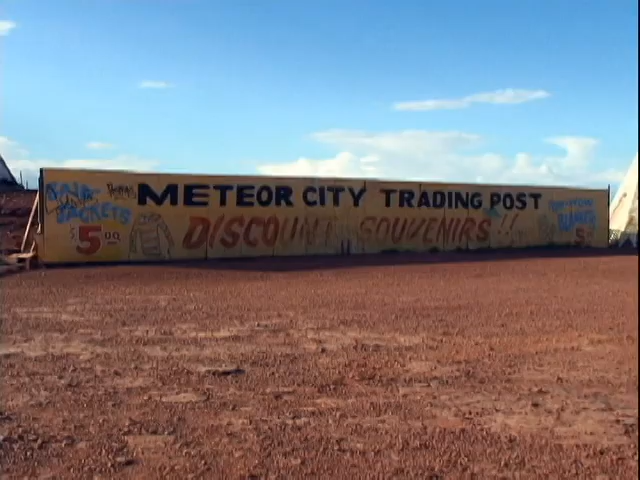 METEOR CITY TRADING POST
DISCOUNT SOUVENIRS!!
BAJA
JACKETS
5.00